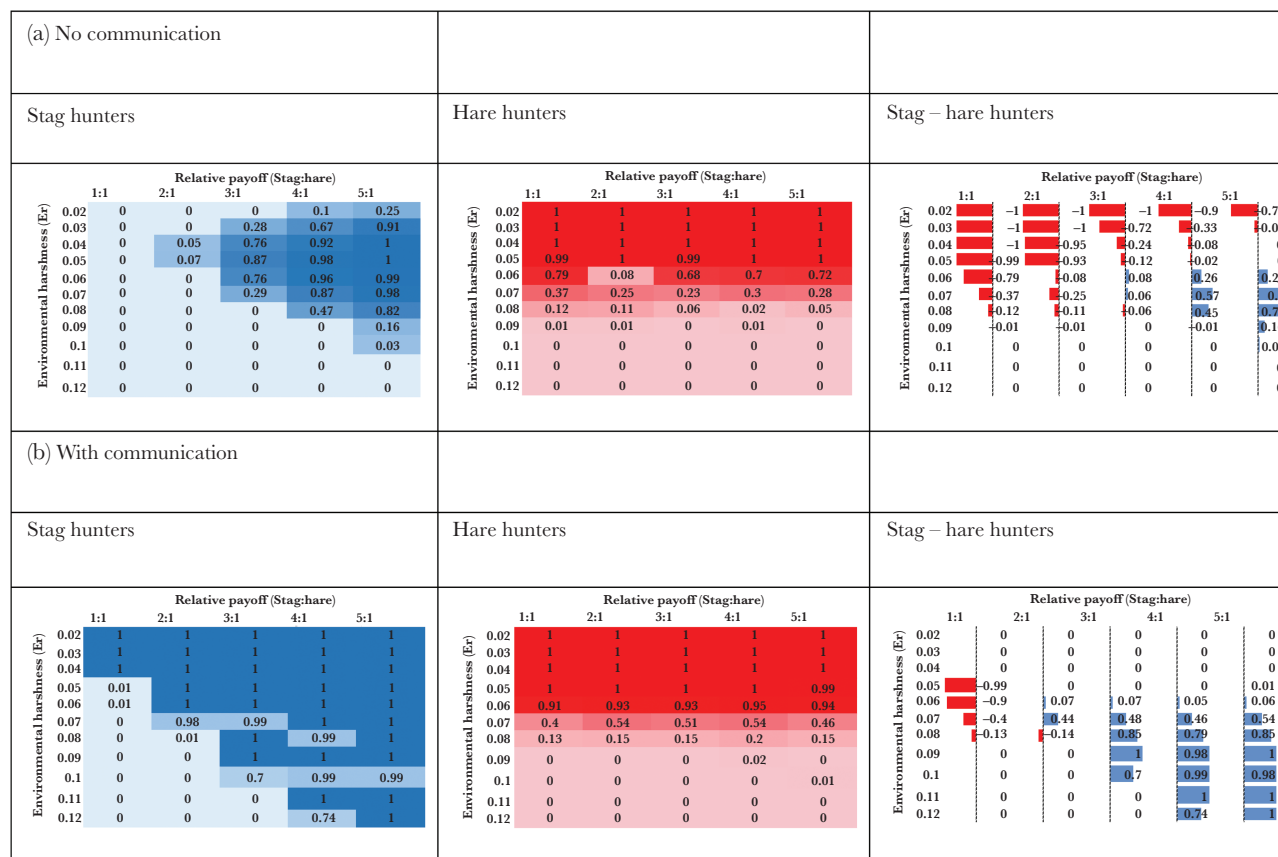 (a) No communication
Stag hunters
Hare hunters
Stag – hare hunters
Relative payoff (Stag:hare)
1:1 2:1 3:1 4:1 5:1
Environmental harshness (Er)
0.02 0 0 0 0.1 0.25
0.03 0 0 0.28 0.67 0.91
0.04 0 0.05 0.76 0.92 1
0.05 0 0.07 0.87 0.98 1
0.06 0 0 0.76 0.96 0.99
0.07 0 0 0.29 0.87 0.98
0.08 0 0 0 0.47 0.82
0.09 0 0 0 0 0.16
0.1 0 0 0 0 0.03
0.11 0 0 0 0 0
0.12 0 0 0 0 0
Relative payoff (Stag:hare)
1:1 2:1 3:1 4:1 5:1
Environmental harshness (Er)
0.02 1 1 1 1 1
0.03 1 1 1 1 1
0.04 1 1 1 1 1
0.05 0.99 1 0.99 1 1
0.06 0.79 0.08 0.68 0.7 0.72
0.07 0.37 0.25 0.23 0.3 0.28
0.08 0.12 0.11 0.06 0.02 0.05
0.09 0.01 0.01 0 0.01 0
0.1 0 0 0 0 0
0.11 0 0 0 0 0
0.12 0 0 0 0 0
Relative payoff (Stag:hare)
1:1 2:1 3:1 4:1 5:1
Environmental harshness (Er)
0.02 −1 −1 −1 −0.9 −0.7
0.03 −1 −1 −0.72 −0.33 −0.0
0.04 −1 −0.95 −0.24 −0.08
0.05 −0.99 −0.93 −0.12 −0.02
0.06 −0.79 −0.08 0.08 0.26 0.2
0.07 −0.37 −0.25 0.06 0.57
0.08 −0.12 −0.11 −0.06 0.45 0.7
0.09 −0.01 −0.01 0 −0.01 0.1
0.1 0 0 0 0 0.0
0.11 0 0 0 0
0.12 0 0 0 0
(b) With communication
Stag hunters
Hare hunters
Stag – hare hunters
Relative payoff (Stag:hare)
1:1 2:1 3:1 4:1 5:1
Environmental harshness (Er)
0.02 1 1 1 1 1
0.03 1 1 1 1 1
0.04 1 1 1 1 1
0.05 0.01 1 1 1 1
0.06 0.01 1 1 1 1
0.07 0 0.98 0.99 1 1
0.08 0 0.01 1 0.99 1
0.09 0 0 1 1 1
0.1 0 0 0.7 0.99 0.99
0.11 0 0 0 1 1
0.12 0 0 0 0.74 1
Relative payoff (Stag:hare)
1:1 2:1 3:1 4:1 5:1
Environmental harshness (Er)
0.02 1 1 1 1 1
0.03 1 1 1 1 1
0.04 1 1 1 1 1
0.05 1 1 1 1 0.99
0.06 0.91 0.93 0.93 0.95 0.94
0.07 0.4 0.54 0.51 0.54 0.46
0.08 0.13 0.15 0.15 0.2 0.15
0.09 0 0 0 0.02 0
0.1 0 0 0 0 0.01
0.11 0 0 0 0 0
0.12 0 0 0 0 0
Relative payoff (Stag:hare)
1:1 2:1 3:1 4:1 5:1
Environmental harshness (Er)
0.02 0 0 0 0 0
0.03 0 0 0 0 0
0.04 0 0 0 0 0
0.05 −0.99 0 0 0 0.01
0.06 −0.9 0.07 0.07 0.05 0.06
0.07 −0.4 0.44 0.48 0.46 0.54
0.08 −0.13 −0.14 0.85 0.79 0.85
0.09 0 0 1 0.98 1
0.1 0 0 0.7 0.99 0.98
0.11 0 0 0 1 1
0.12 0 0 0 0.74 1